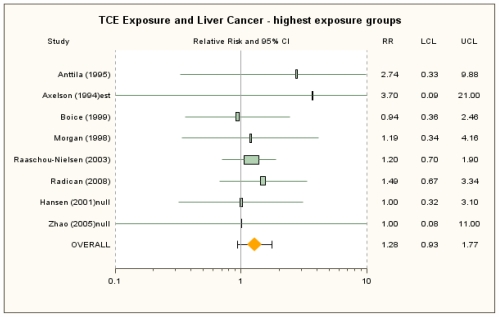 TCE Exposure and Liver Cancer - highest exposure groups
Study Relative Risk and 95% CI RR LCL UCL
Anttila (1995) 2.74 0.33 9.88
Axelson (1994)est 3.70 0.09 21.00
Boice (1999) 0.94 0.36 2.46
Morgan (1998) 1.19 0.34 4.16
Raaschou-Nielsen (2003) 1.20 0.70 1.90
Radican (2008) 1.49 0.67 3.34
Hansen (2001)null 1.00 0.32 3.10
Zhao (2005)null 1.00 0.08 11.00
OVERALL 1.28 0.93 1.77
0.1 1 10